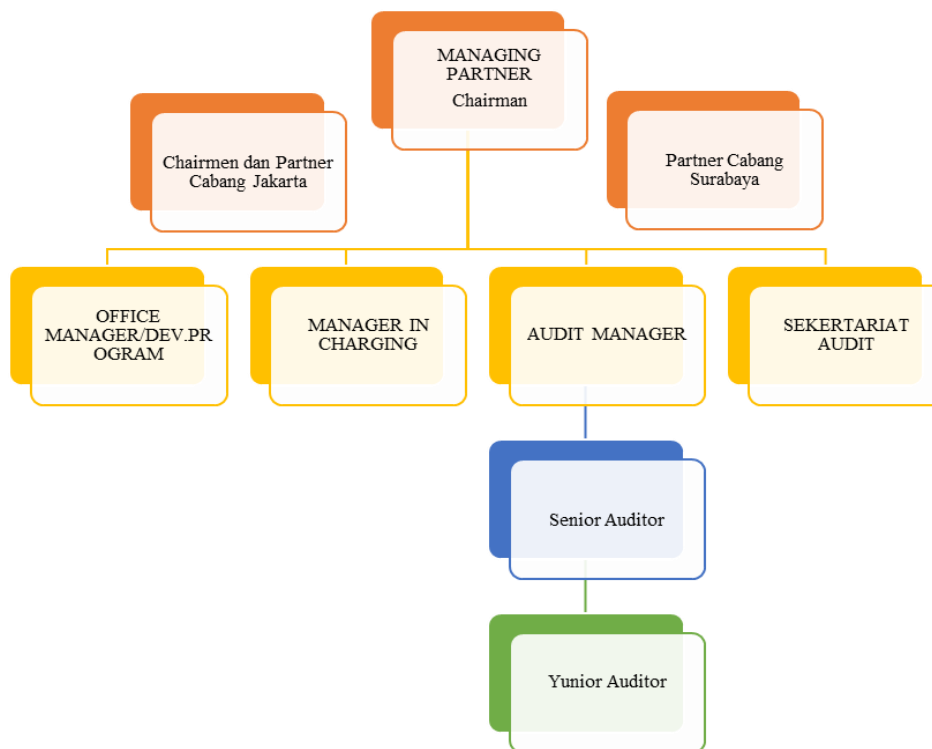 MANAGING
PARTNER
Chairman
Chairmen dan Partner
Cabang Jakarta
Partner Cabang
Surabaya
OFFICE
MANAGER/DEV.PR
OGRAM
MANAGER IN
CHARGING
AUDIT MANAGER
SEKERTARIAT
AUDIT
Senior Auditor
Yunior Auditor